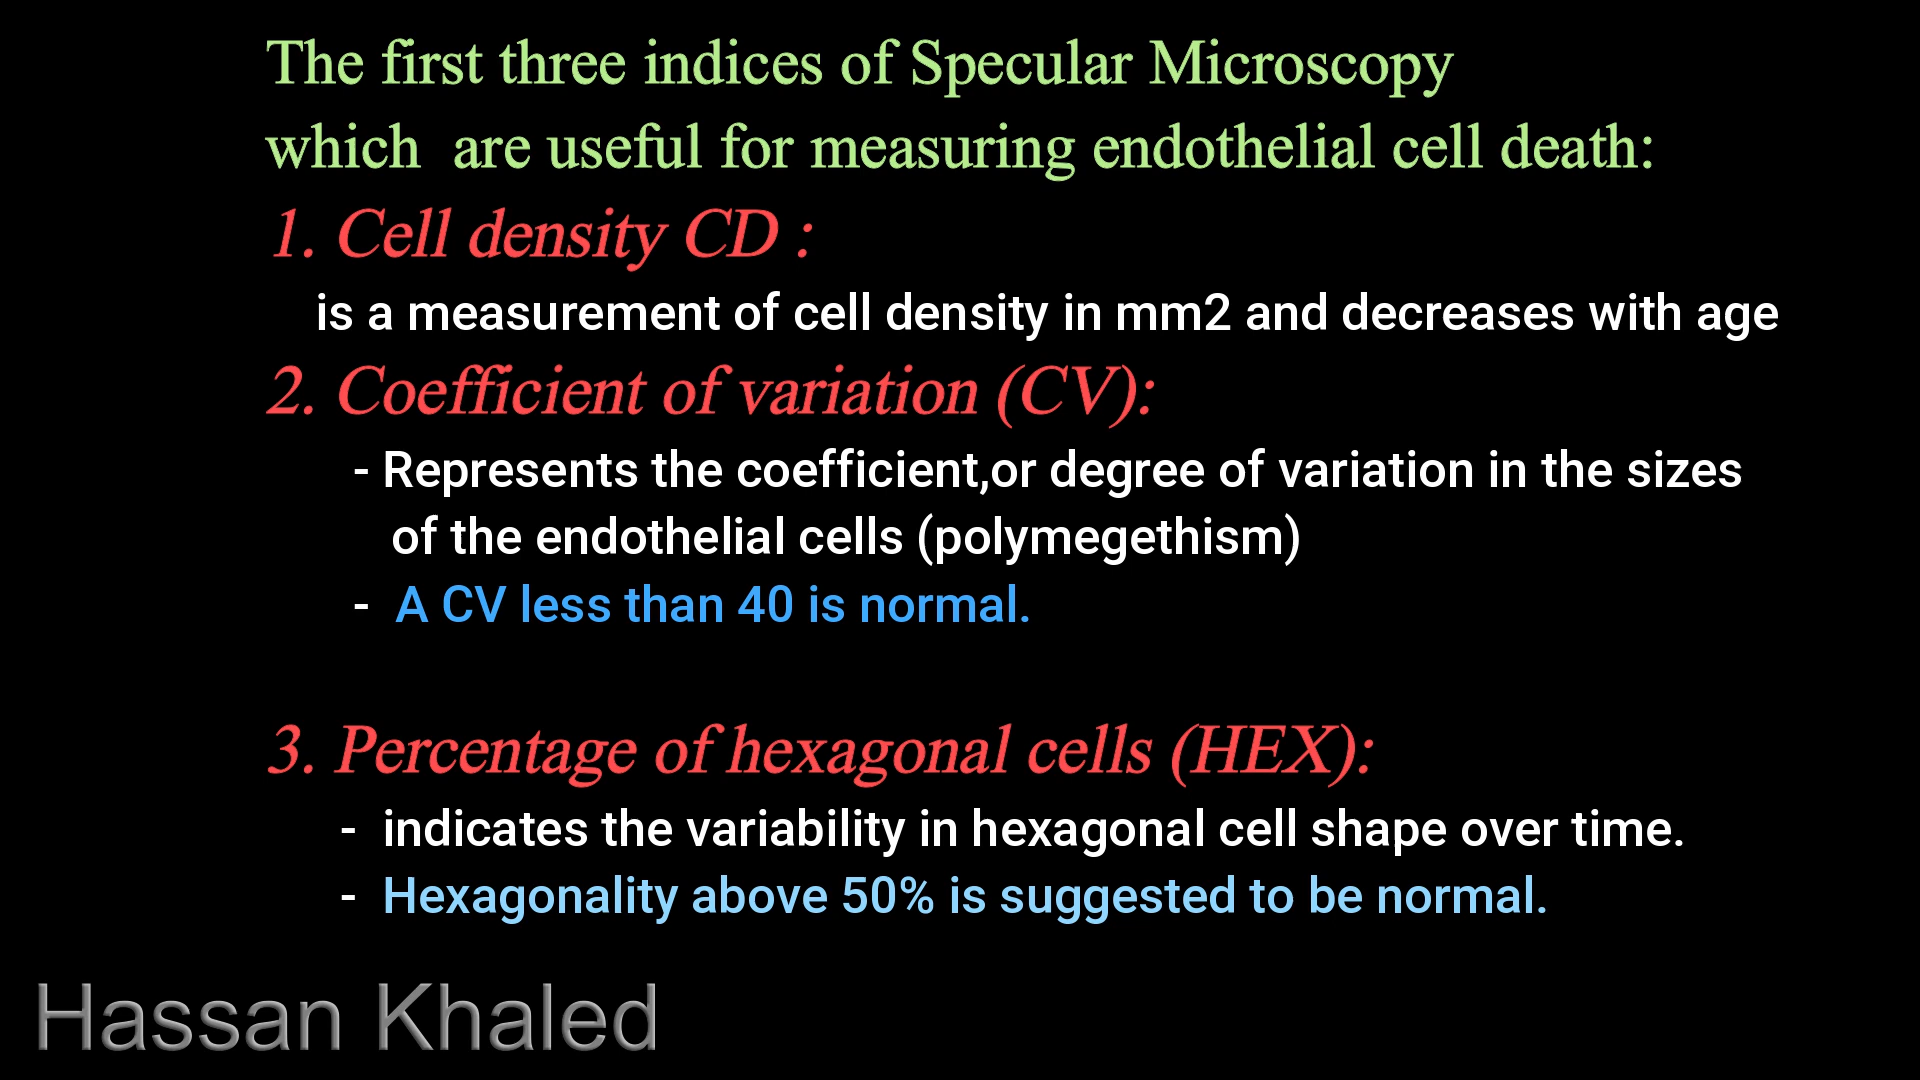 The first three indices of Specular Microscopy
which are useful for measuring endothelial cell death:
1. Cell density CD :
is a measurement of cell density in mm2 and decreases with age
2. Coefficient of variation (CV):
- Represents the coefficient,or degree of variation in the sizes
of the endothelial cells (polymegethism)
- A CV less than 40 is normal.
3. Percentage of hexagonal cells (HEX):
- indicates the variability in hexagonal cell shape over time.
- Hexagonality above 50% is suggested to be normal.
Hassan Khaled